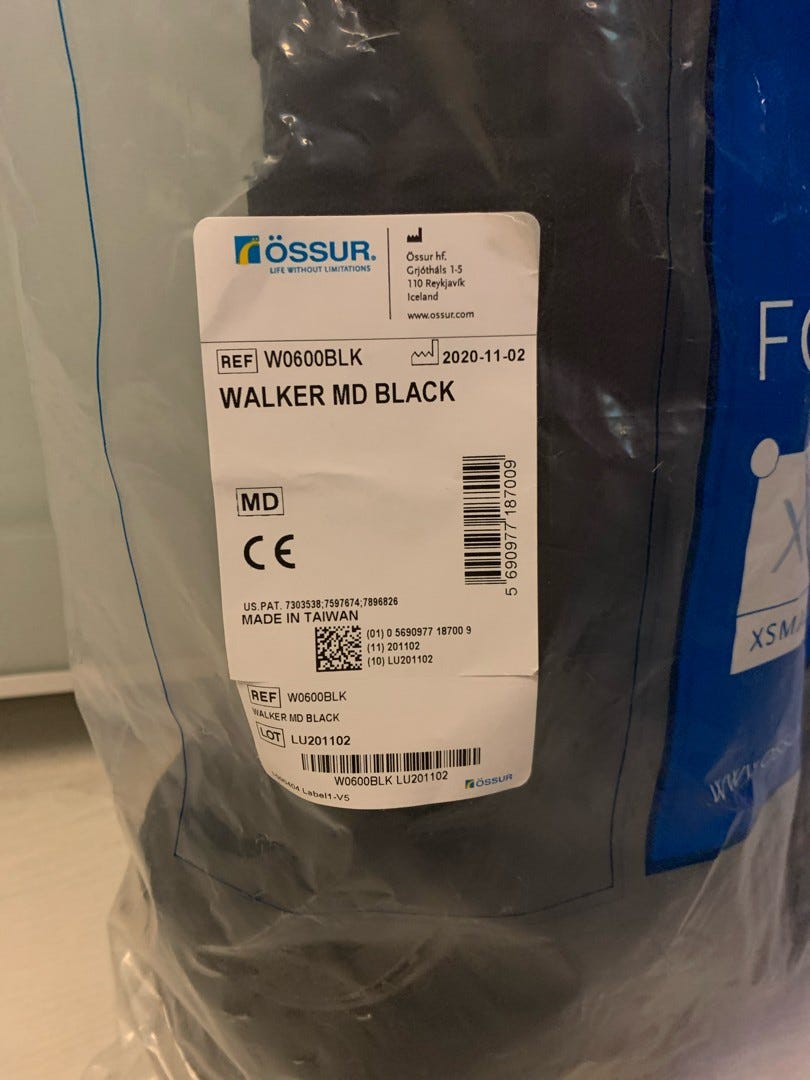 ÖSSUR.
LIFE WITHOUT LIMITATIONS
Össur hf.
Grjótháls 1-5
110 Reykjavík
Iceland
www.ossur.com
REF W0600BLK 2020-11-02
WALKER MD BLACK
MD
CE
5 690977 187009
US.PAT. 7303538;7597674;7896826
MADE IN TAIWAN
(01) 0 5690977 18700 9
(11) 201102
(10) LU201102
REF W0600BLK
WALKER MD BLACK
LOT LU201102
W0600BLK LU201102
Label1-V5
ÖSSUR